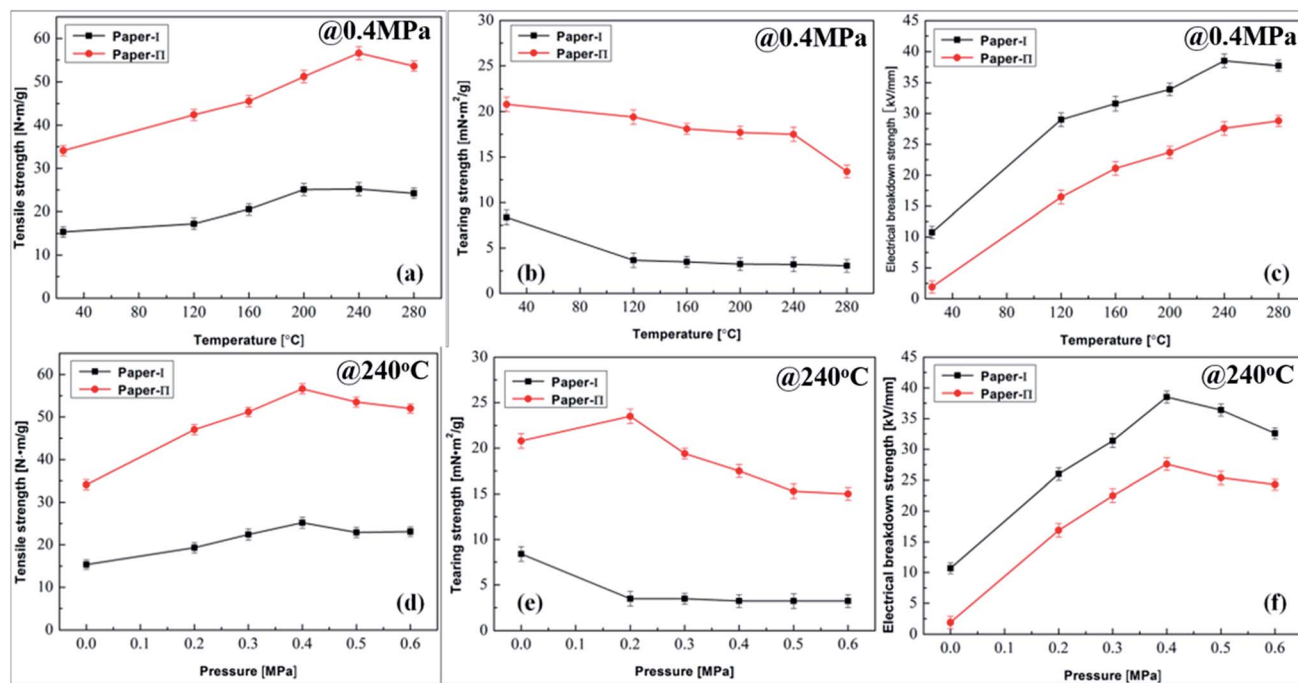 @0.4MPa
Paper-I
Paper-Π
Tensile strength [N·m/g]
60
50
40
30
20
10
0
(a)
40 80 120 160 200 240 280
Temperature [°C]
@0.4MPa
Paper-I
Paper-Π
Tearing strength [mN·m²/g]
30
25
20
15
10
5
0
(b)
40 80 120 160 200 240 280
Temperature [°C]
@0.4MPa
Paper-I
Paper-Π
Electrical breakdown strength [kV/mm]
45
40
35
30
25
20
15
10
5
0
(c)
40 80 120 160 200 240 280
Temperature [°C]
@240°C
Paper-I
Paper-Π
Tensile strength [N·m/g]
60
50
40
30
20
10
0
(d)
0.0 0.1 0.2 0.3 0.4 0.5 0.6
Pressure [MPa]
@240°C
Paper-I
Paper-Π
Tearing strength [mN·m²/g]
30
25
20
15
10
5
0
(e)
0.0 0.1 0.2 0.3 0.4 0.5 0.6
Pressure [MPa]
@240°C
Paper-I
Paper-Π
Electrical breakdown strength [kV/mm]
45
40
35
30
25
20
15
10
5
0
(f)
0.0 0.1 0.2 0.3 0.4 0.5 0.6
Pressure [MPa]